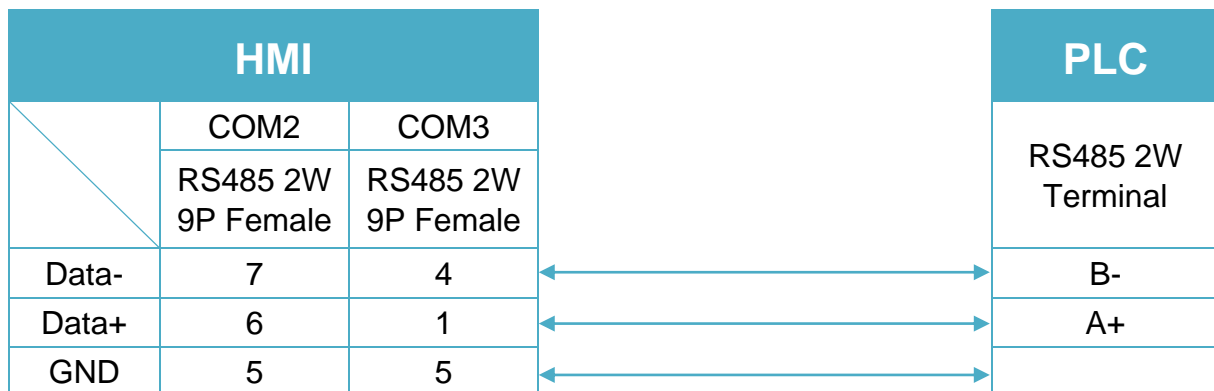 HMI PLC
COM2 COM3
RS485 2W RS485 2W
9P Female 9P Female
RS485 2W
Terminal
Data- 7 4 B-
Data+ 6 1 A+
GND 5 5